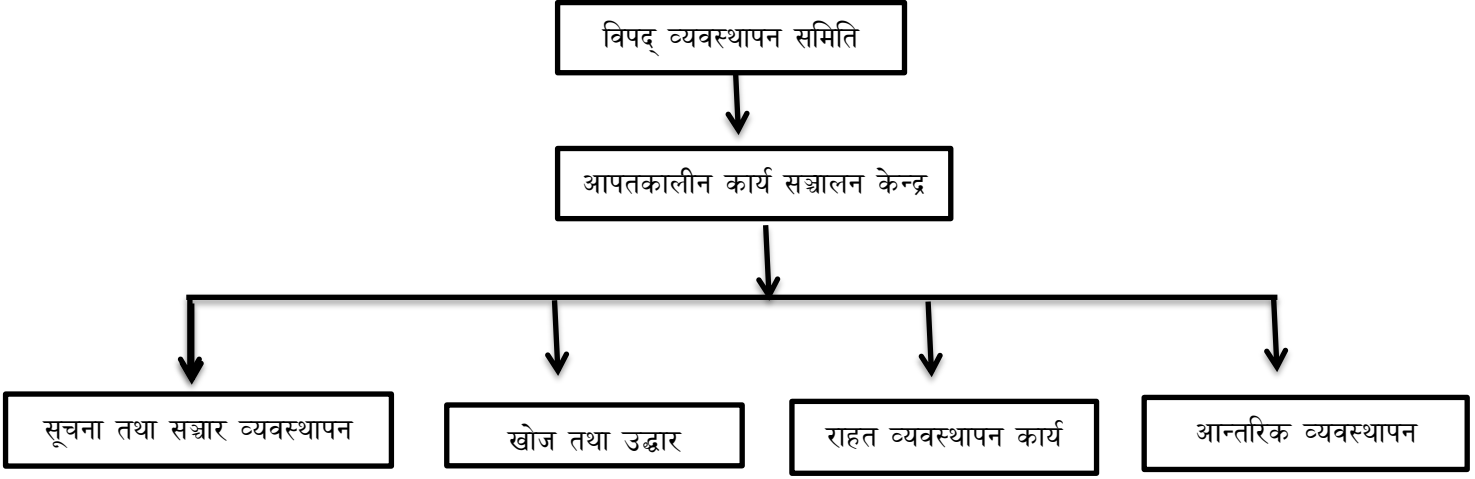 विपद् व्यवस्थापन समिति
आपतकालीन कार्य सञ्चालन केन्द्र
सूचना तथा सञ्चार व्यवस्थापन
खोज तथा उद्धार
राहत व्यवस्थापन कार्य
आन्तरिक व्यवस्थापन